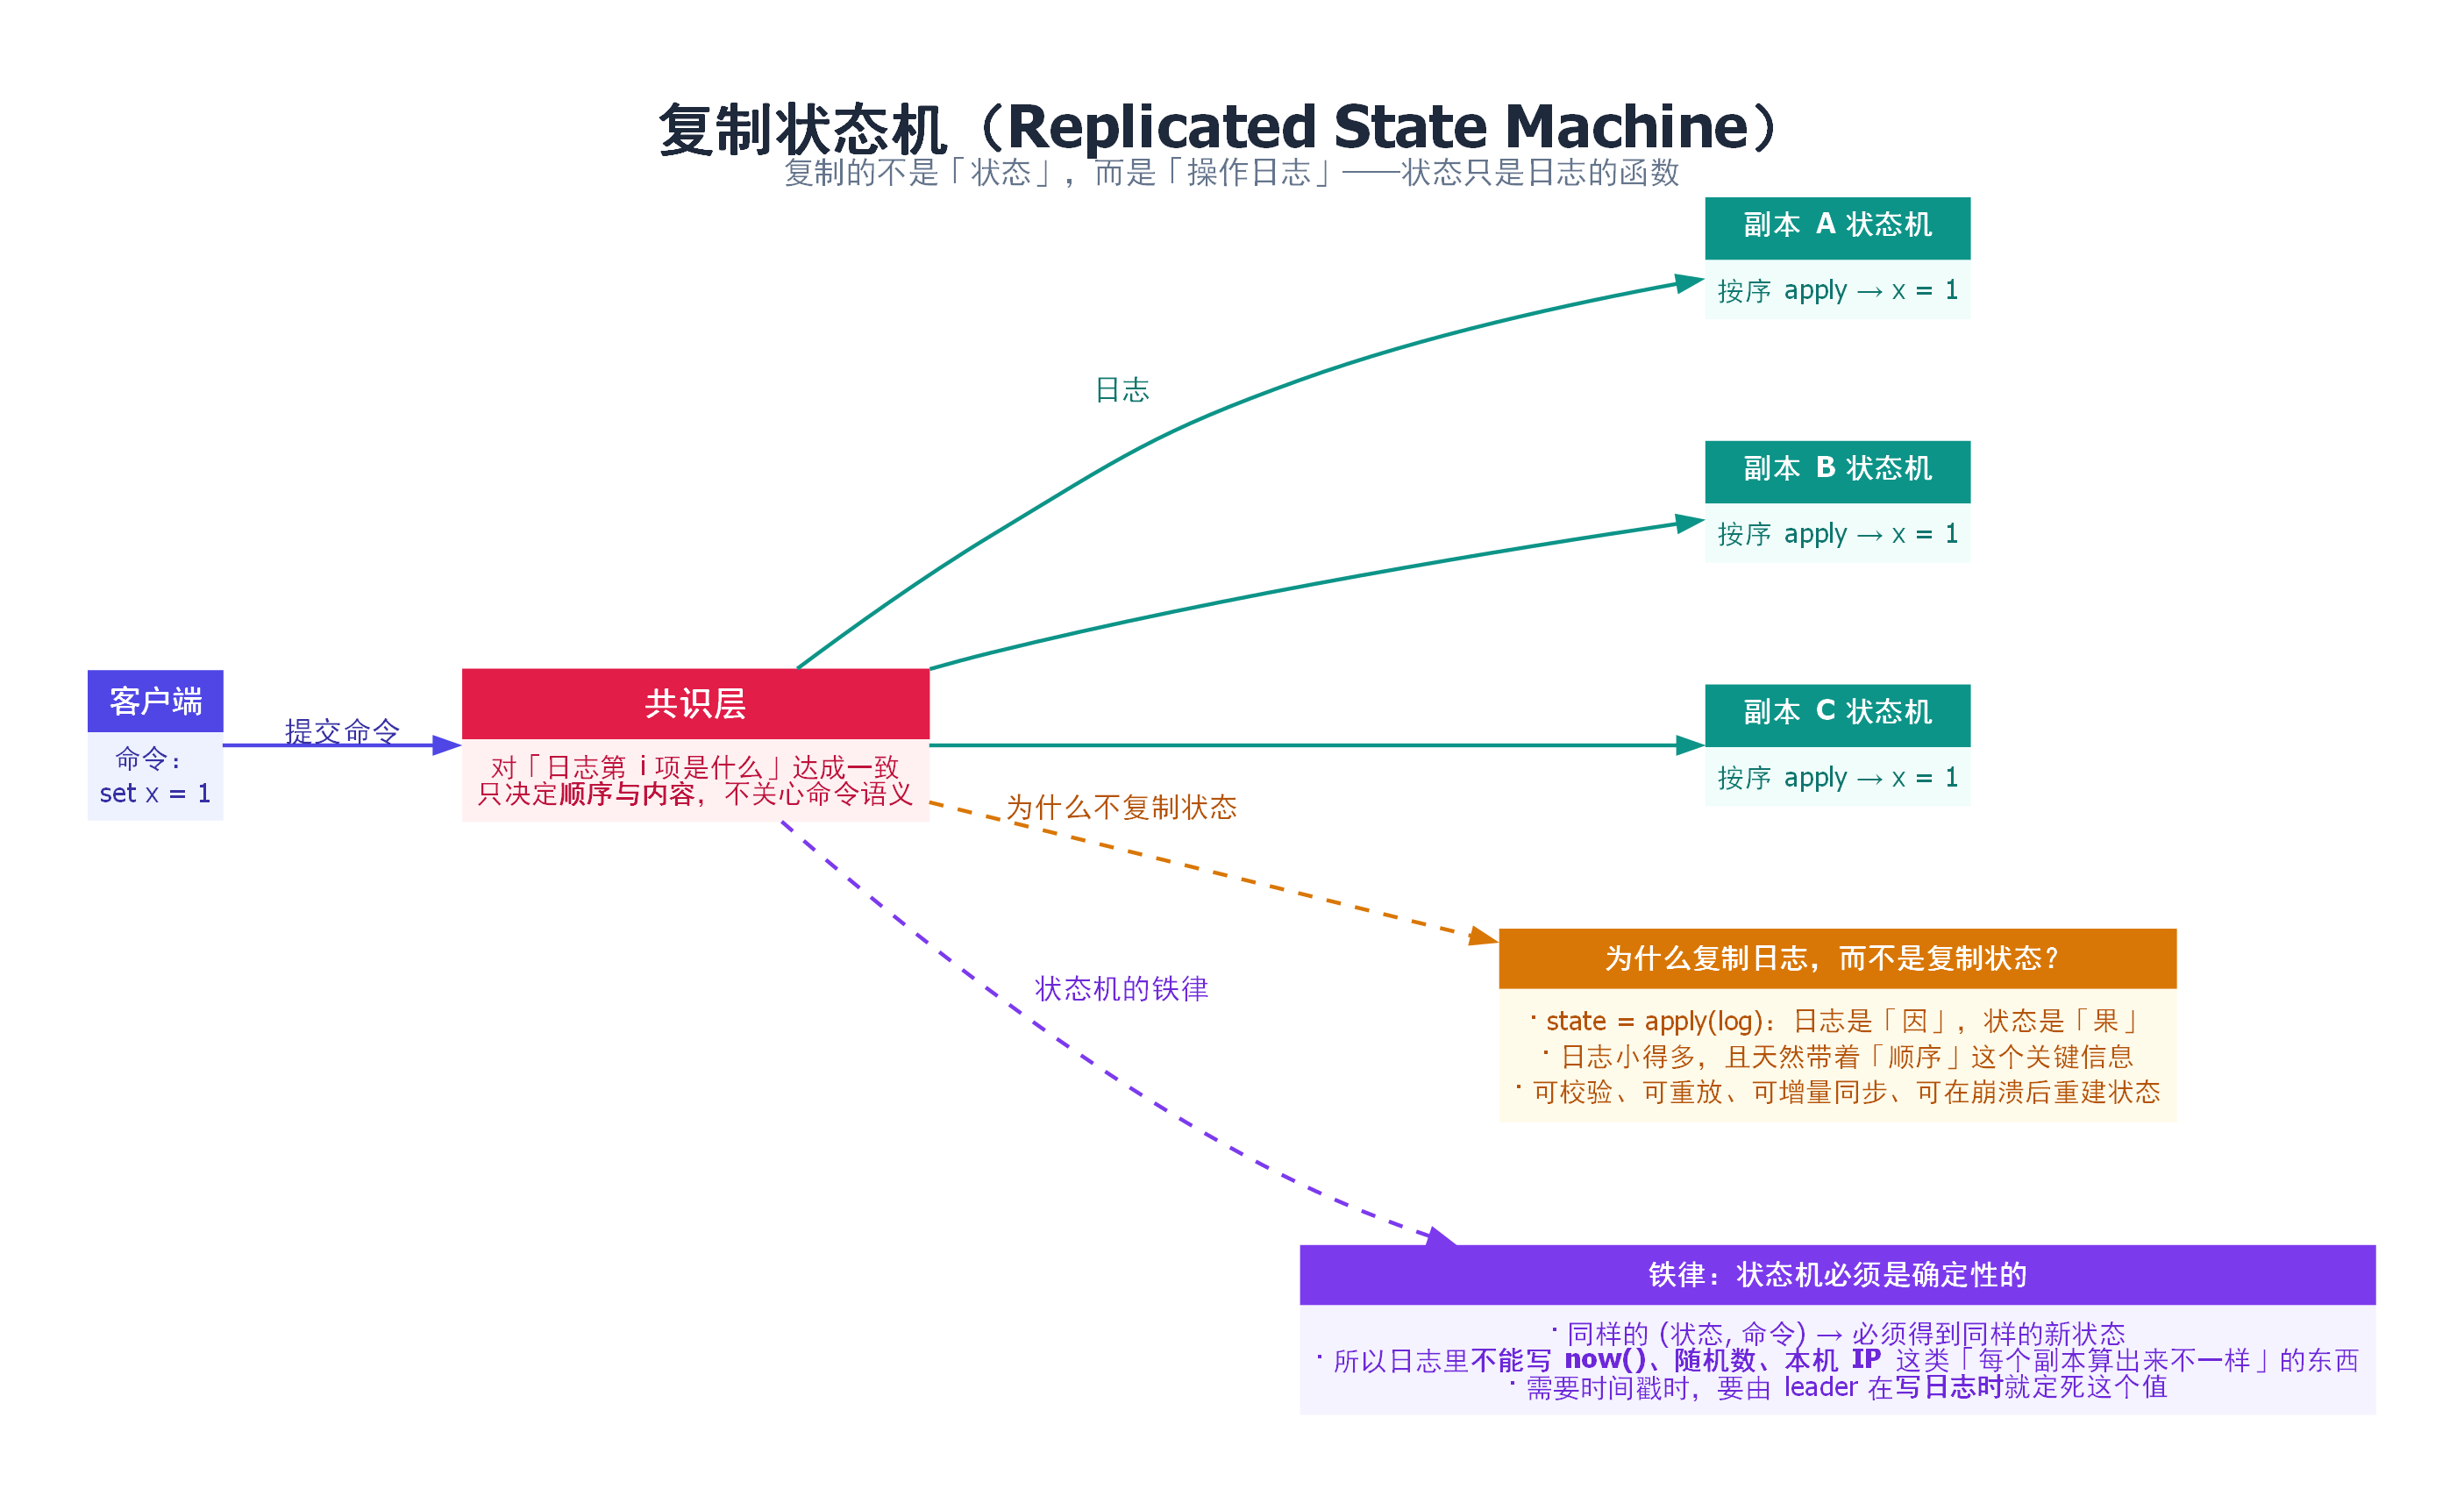 复制状态机（Replicated State Machine）
复制的不是「状态」，而是「操作日志」——状态只是日志的函数
副本 A 状态机
按序 apply → x = 1
日志
副本 B 状态机
按序 apply → x = 1
客户端
命令：
set x = 1
提交命令
共识层
对「日志第 i 项是什么」达成一致
只决定顺序与内容，不关心命令语义
副本 C 状态机
按序 apply → x = 1
为什么不复制状态
为什么复制日志，而不是复制状态？
· state = apply(log)：日志是「因」，状态是「果」
· 日志小得多，且天然带着「顺序」这个关键信息
· 可校验、可重放、可增量同步、可在崩溃后重建状态
状态机的铁律
铁律：状态机必须是确定性的
· 同样的 (状态, 命令) → 必须得到同样的新状态
· 所以日志里不能写 now()、随机数、本机 IP 这类「每个副本算出来不一样」的东西
· 需要时间戳时，要由 leader 在写日志时就定死这个值